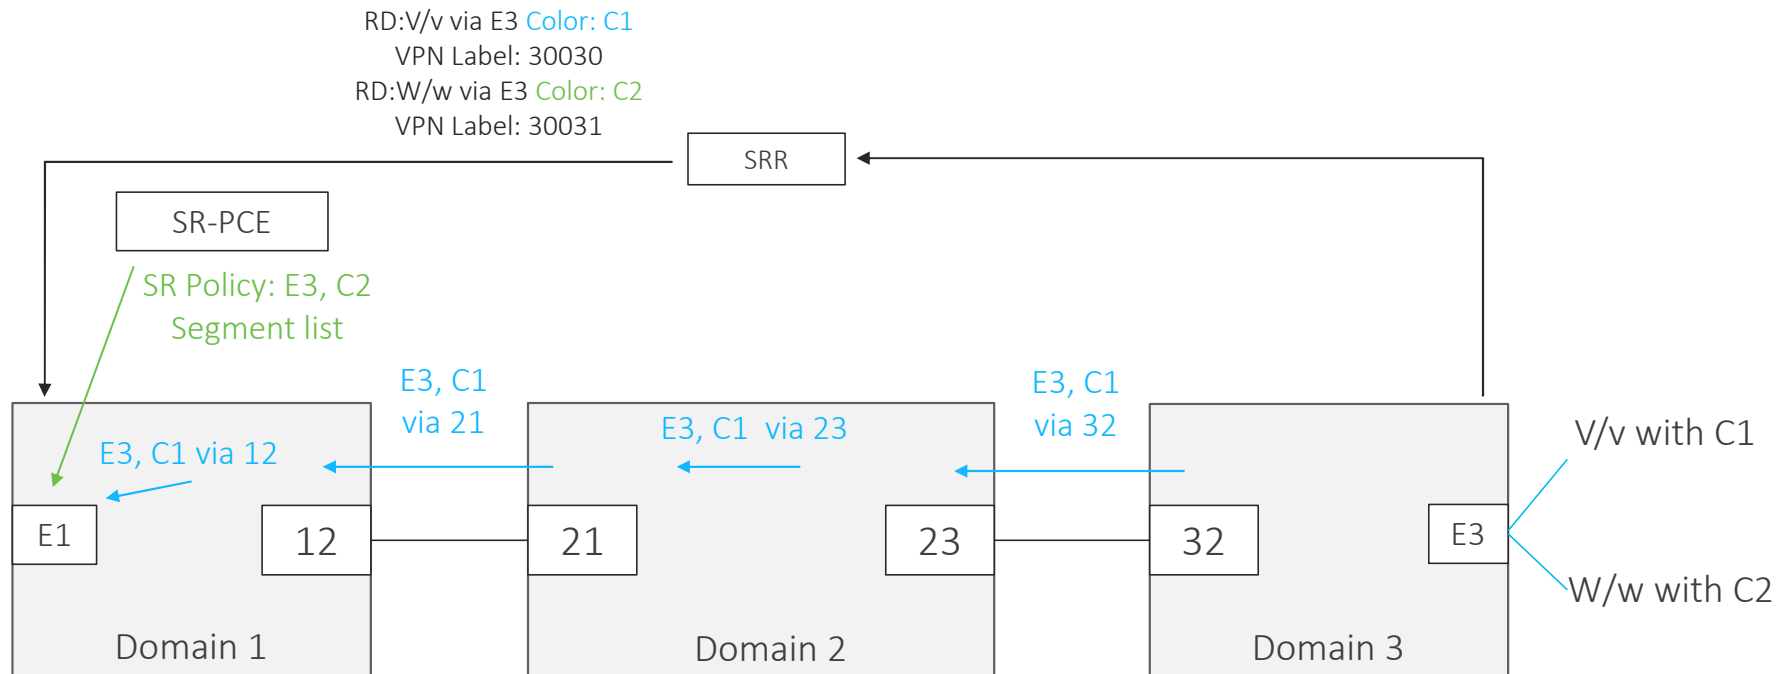 RD:V/v via E3 Color: C1
VPN Label: 30030
RD:W/w via E3 Color: C2
VPN Label: 30031
SRR
SR-PCE
SR Policy: E3, C2
Segment list
E3, C1
via 21
E3, C1 via 23
E3, C1
via 32
E3, C1 via 12
V/v with C1
E1
12
21
23
32
E3
W/w with C2
Domain 1
Domain 2
Domain 3